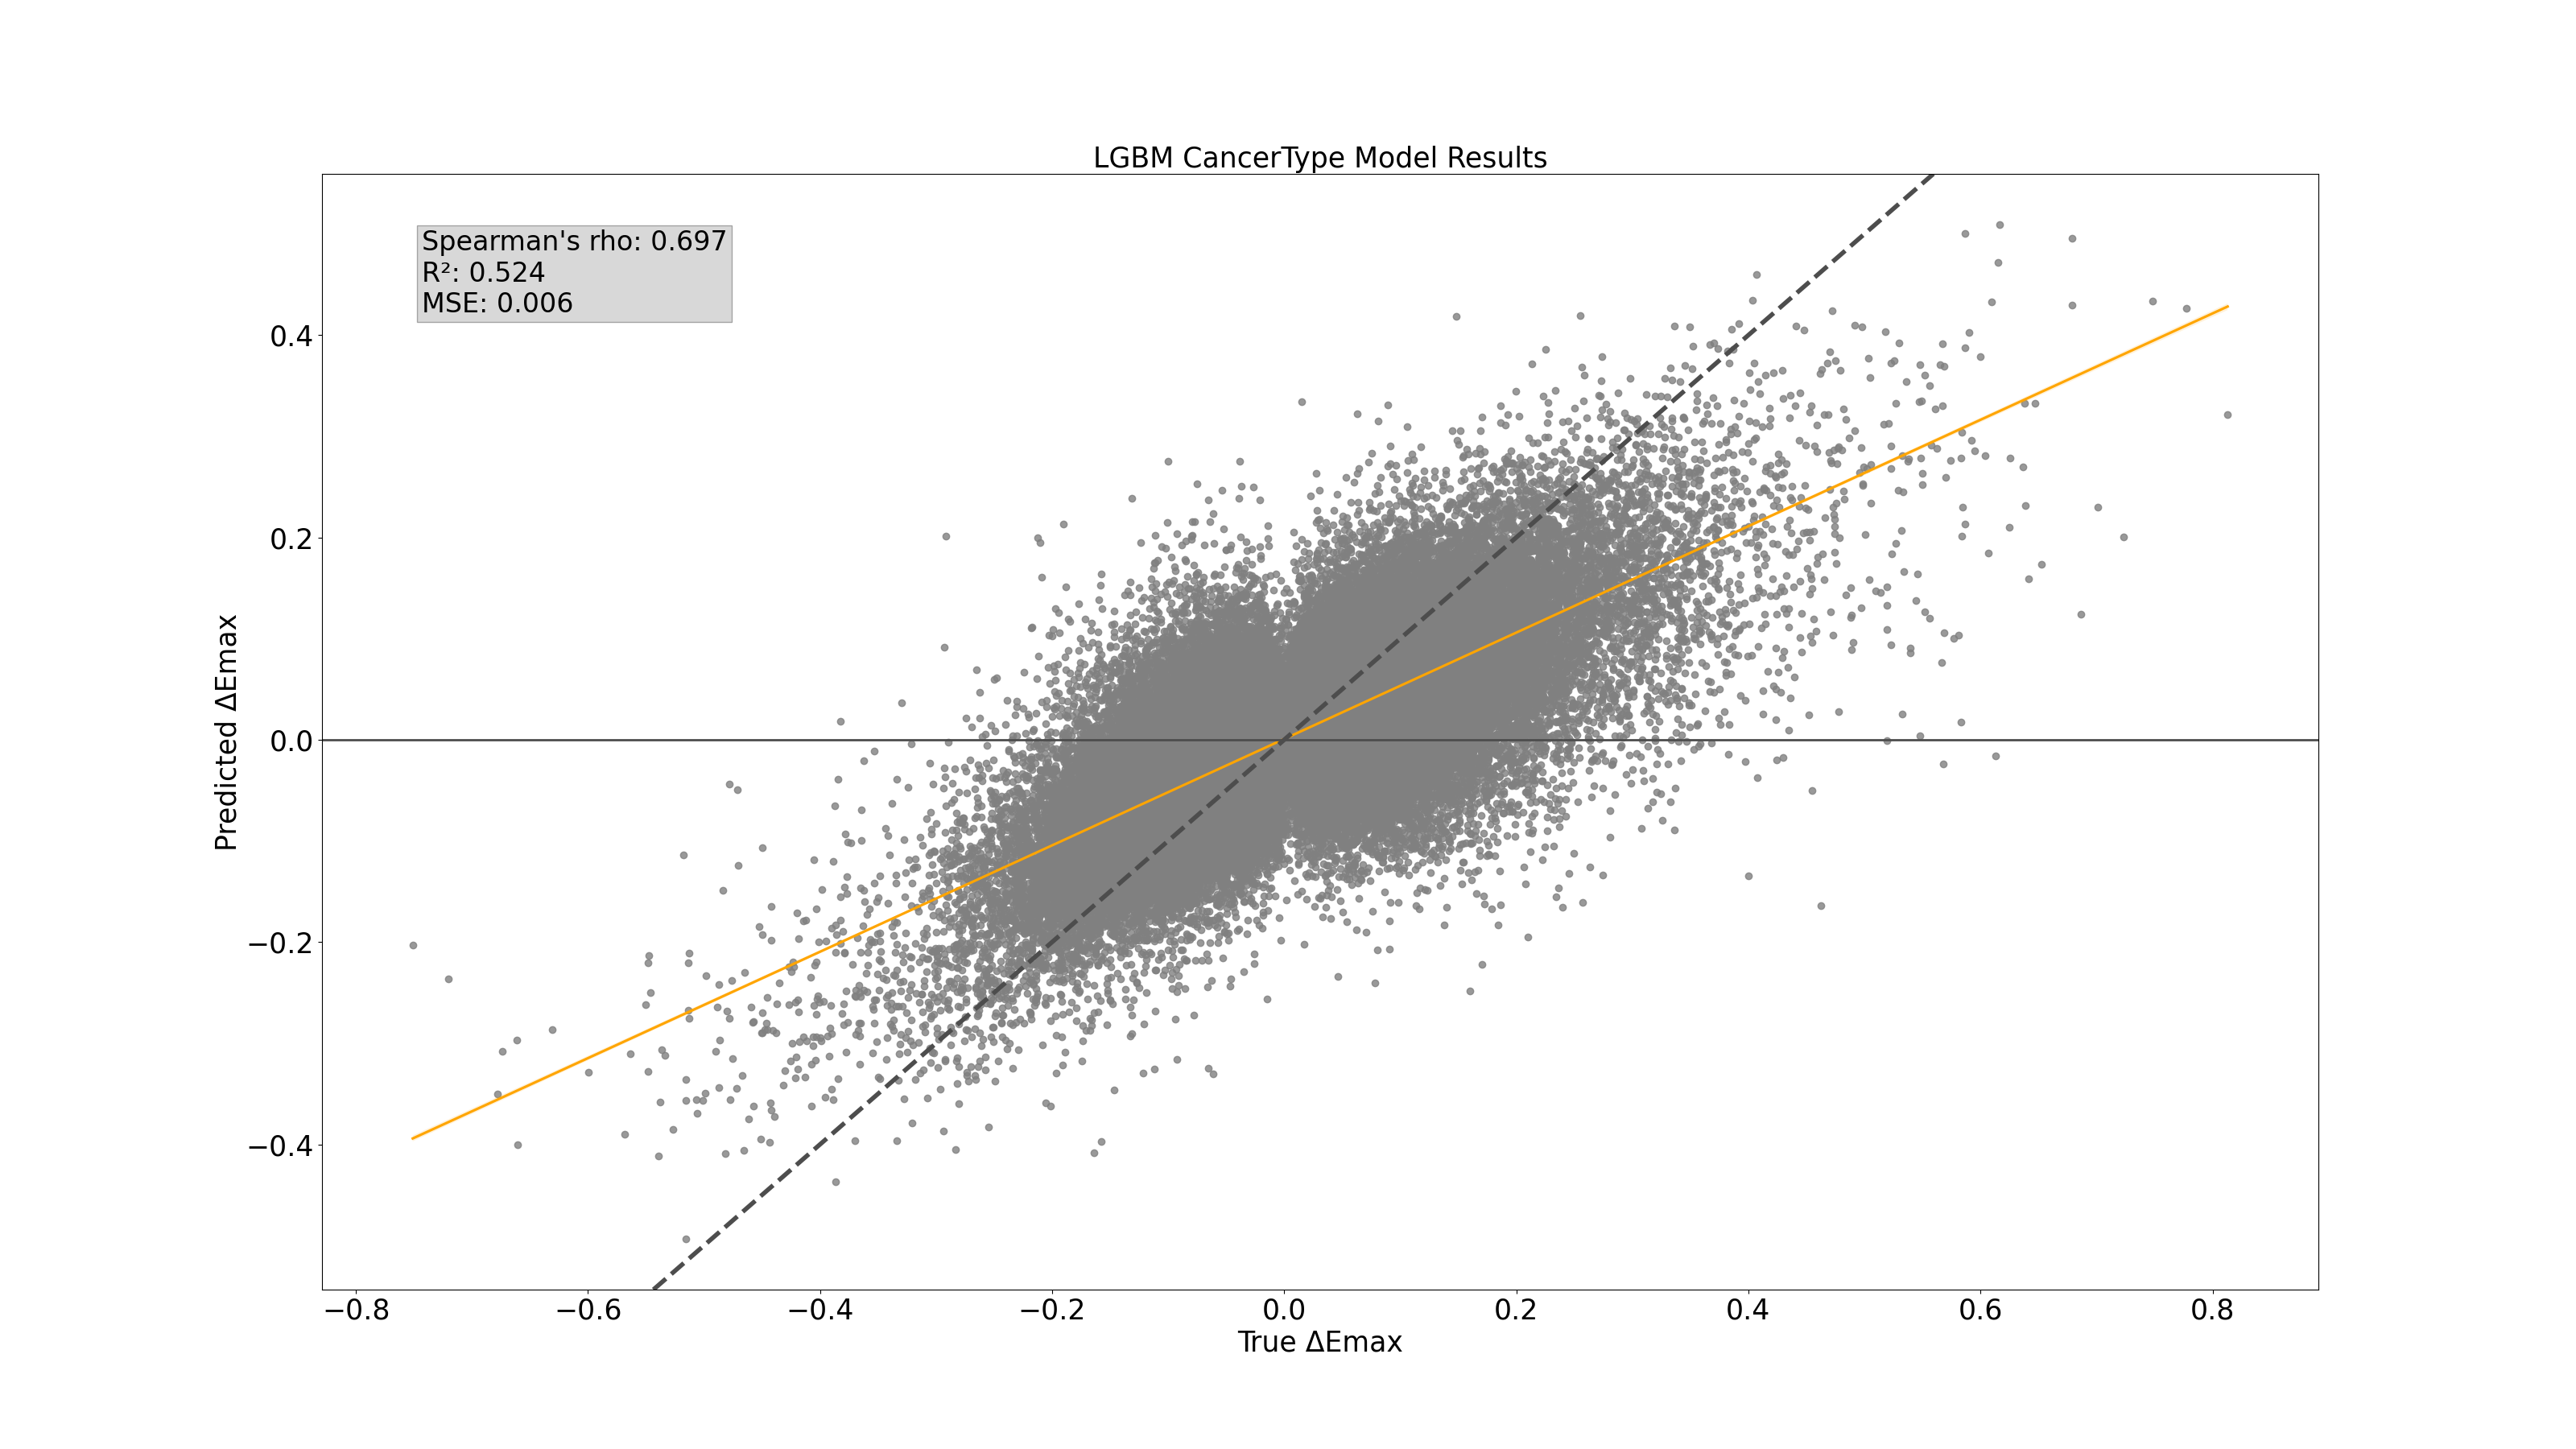 LGBM CancerType Model Results
Spearman's rho: 0.697
R²: 0.524
MSE: 0.006
Predicted ΔEmax
0.4
0.2
0.0
−0.2
−0.4
−0.8 −0.6 −0.4 −0.2 0.0 0.2 0.4 0.6 0.8
True ΔEmax